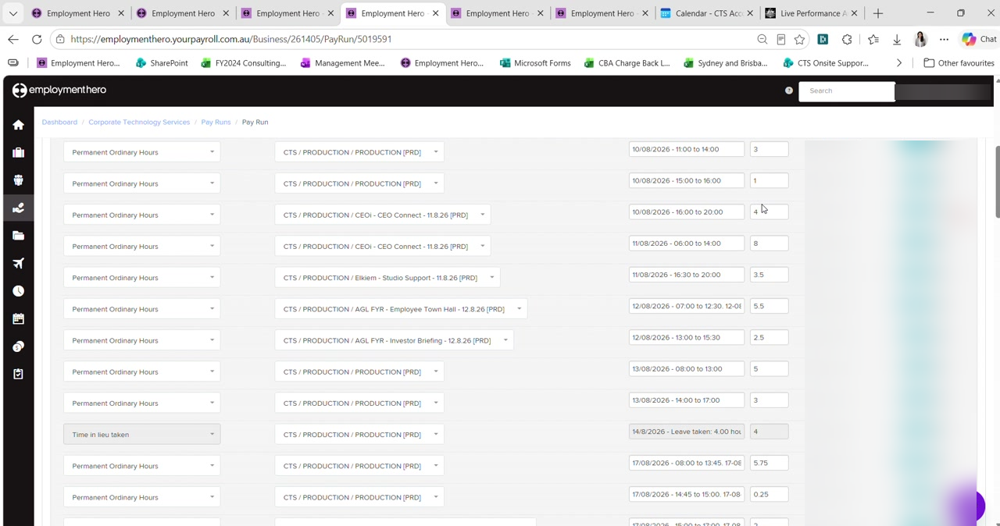 Employment Hero
Employment Hero
Employment Hero
Employment Hero
Employment Hero
Employment Hero
Calendar - CTS Acc
Live Performance A
https://employmenthero.yourpayroll.com.au/Business/261405/PayRun/5019591
Chat
Employment Hero...
SharePoint
FY2024 Consulting...
Management Mee...
Employment Hero...
Microsoft Forms
CBA Charge Back L...
Sydney and Brisba...
CTS Onsite Suppor...
Other favourites
employmenthero
Search
Dashboard / Corporate Technology Services / Pay Runs / Pay Run
Permanent Ordinary Hours CTS / PRODUCTION / PRODUCTION [PRD] 10/08/2026 - 11:00 to 14:00 3
Permanent Ordinary Hours CTS / PRODUCTION / PRODUCTION [PRD] 10/08/2026 - 15:00 to 16:00 1
Permanent Ordinary Hours CTS / PRODUCTION / CEOi - CEO Connect - 11.8.26 [PRD] 10/08/2026 - 16:00 to 20:00 4
Permanent Ordinary Hours CTS / PRODUCTION / CEOi - CEO Connect - 11.8.26 [PRD] 11/08/2026 - 06:00 to 14:00 8
Permanent Ordinary Hours CTS / PRODUCTION / Elkiem - Studio Support - 11.8.26 [PRD] 11/08/2026 - 16:30 to 20:00 3.5
Permanent Ordinary Hours CTS / PRODUCTION / AGL FYR - Employee Town Hall - 12.8.26 [PRD] 12/08/2026 - 07:00 to 12:30. 12-08 5.5
Permanent Ordinary Hours CTS / PRODUCTION / AGL FYR - Investor Briefing - 12.8.26 [PRD] 12/08/2026 - 13:00 to 15:30 2.5
Permanent Ordinary Hours CTS / PRODUCTION / PRODUCTION [PRD] 13/08/2026 - 08:00 to 13:00 5
Permanent Ordinary Hours CTS / PRODUCTION / PRODUCTION [PRD] 13/08/2026 - 14:00 to 17:00 3
Time in lieu taken CTS / PRODUCTION / PRODUCTION [PRD] 14/8/2026 - Leave taken: 4.00 hou 4
Permanent Ordinary Hours CTS / PRODUCTION / PRODUCTION [PRD] 17/08/2026 - 08:00 to 13:45. 17-08 5.75
Permanent Ordinary Hours CTS / PRODUCTION / PRODUCTION [PRD] 17/08/2026 - 14:45 to 15:00. 17-08- 0.25
17/08/2026 - 15:00 to 17:00. 17-08- 2